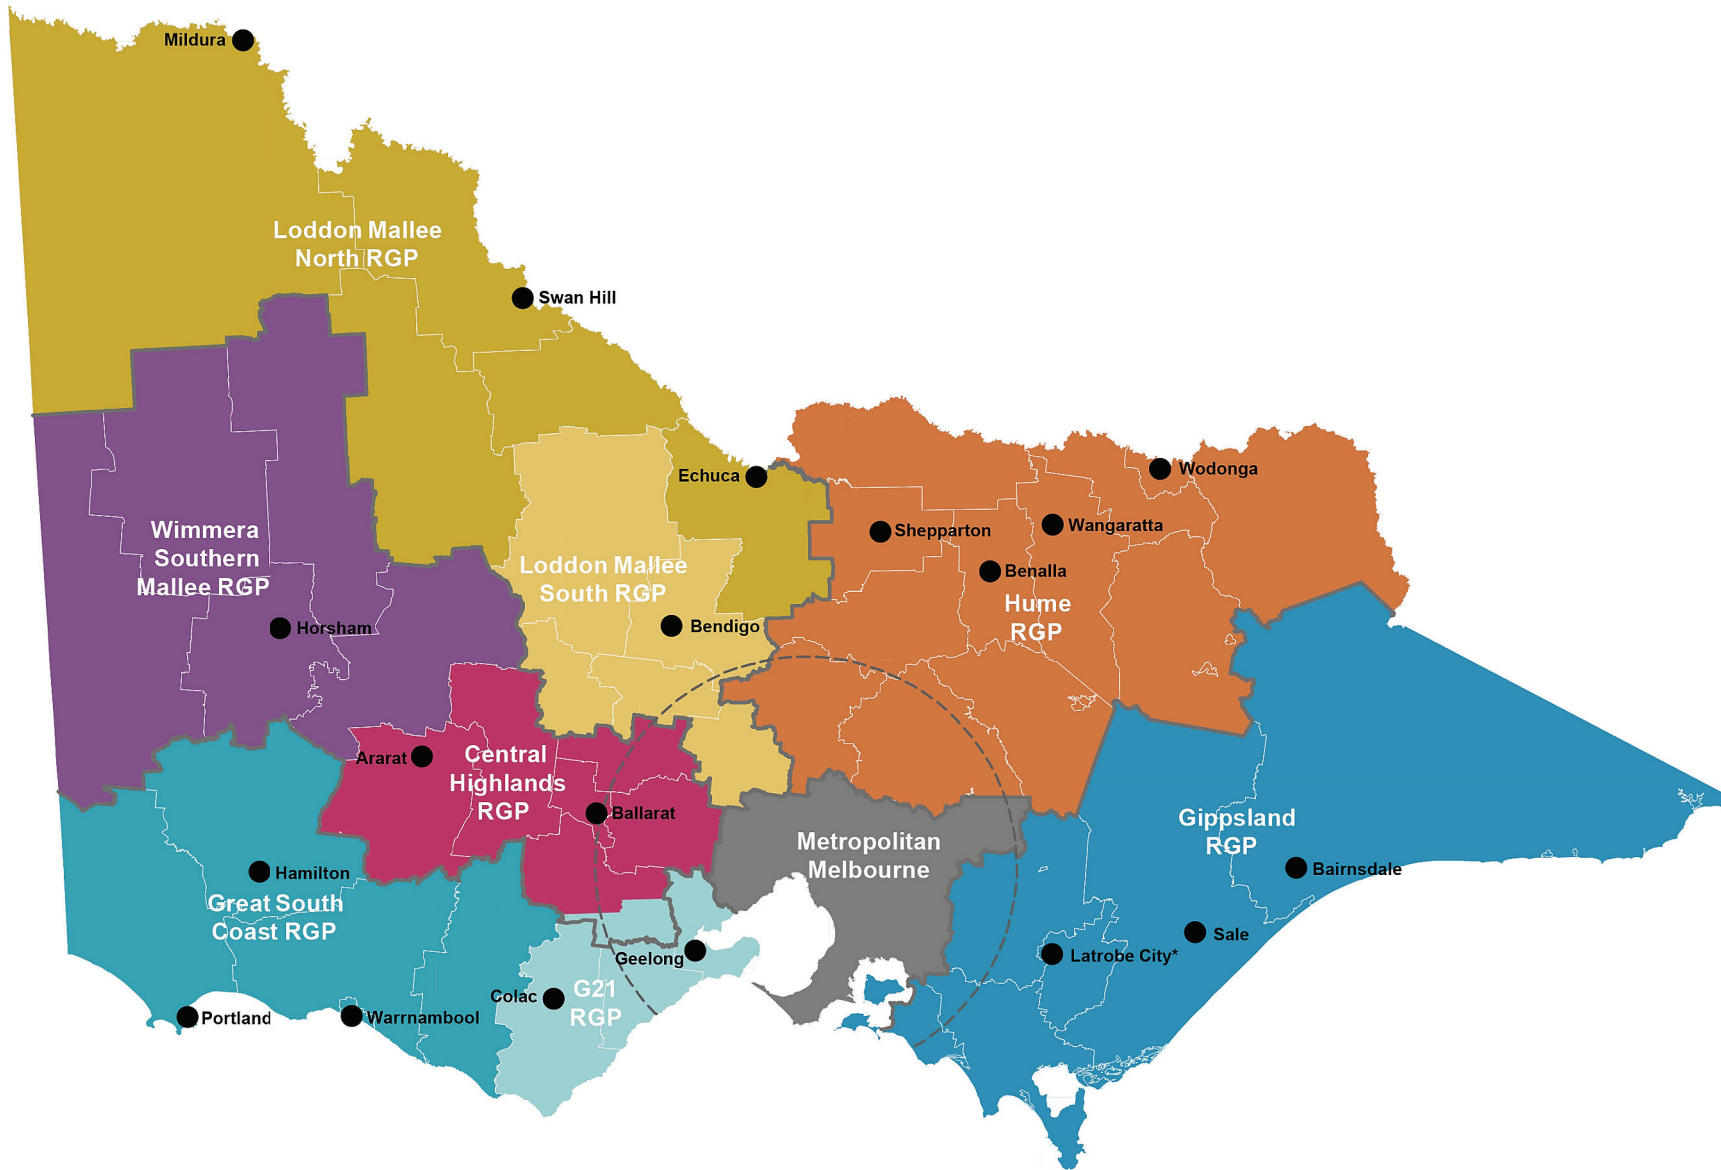 Mildura
Loddon Mallee
North RGP
Swan Hill
Echuca
Wodonga
Shepparton
Wangaratta
Wimmera
Southern
Mallee RGP
Loddon Mallee
South RGP
Benalla
Hume
RGP
Horsham
Bendigo
Ararat
Central
Highlands
RGP
Ballarat
Metropolitan
Melbourne
Gippsland
RGP
Bairnsdale
Hamilton
Great South
Coast RGP
Geelong
Latrobe City*
Sale
Colac
G21
RGP
Portland
Warrnambool